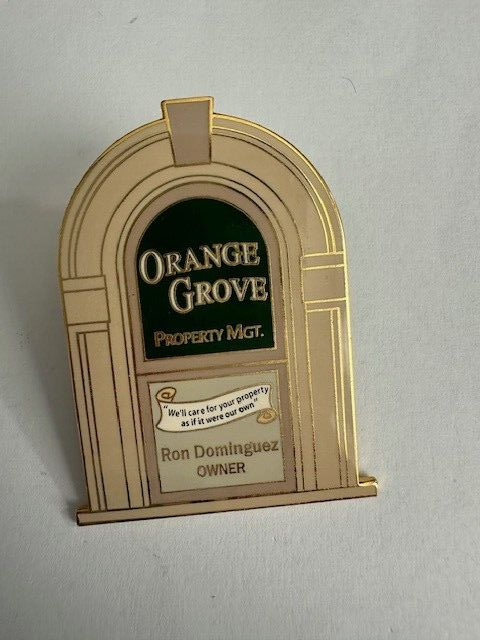 ORANGE
GROVE
PROPERTY MGT.
"We'll care for your property
as if it were our own"
Ron Dominguez
OWNER